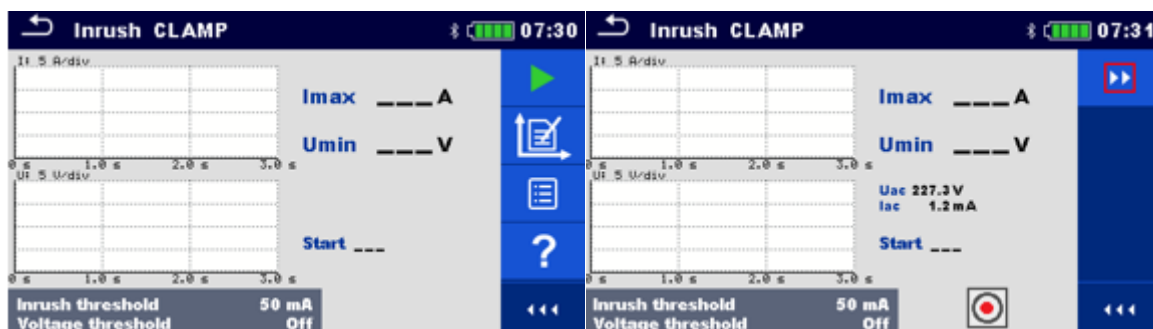 Inrush CLAMP 07:30
I: 5 A/div
Imax ___A
Umin ___V
0 s 1.0 s 2.0 s 3.0 s
U: 5 V/div
Start ___
0 s 1.0 s 2.0 s 3.0 s
?
Inrush threshold 50 mA
Voltage threshold Off
Inrush CLAMP 07:31
I: 5 A/div
Imax ___A
Umin ___V
0 s 1.0 s 2.0 s 3.0 s
U: 5 V/div
Uac 227.3 V
Iac 1.2 mA
Start ___
0 s 1.0 s 2.0 s 3.0 s
Inrush threshold 50 mA
Voltage threshold Off